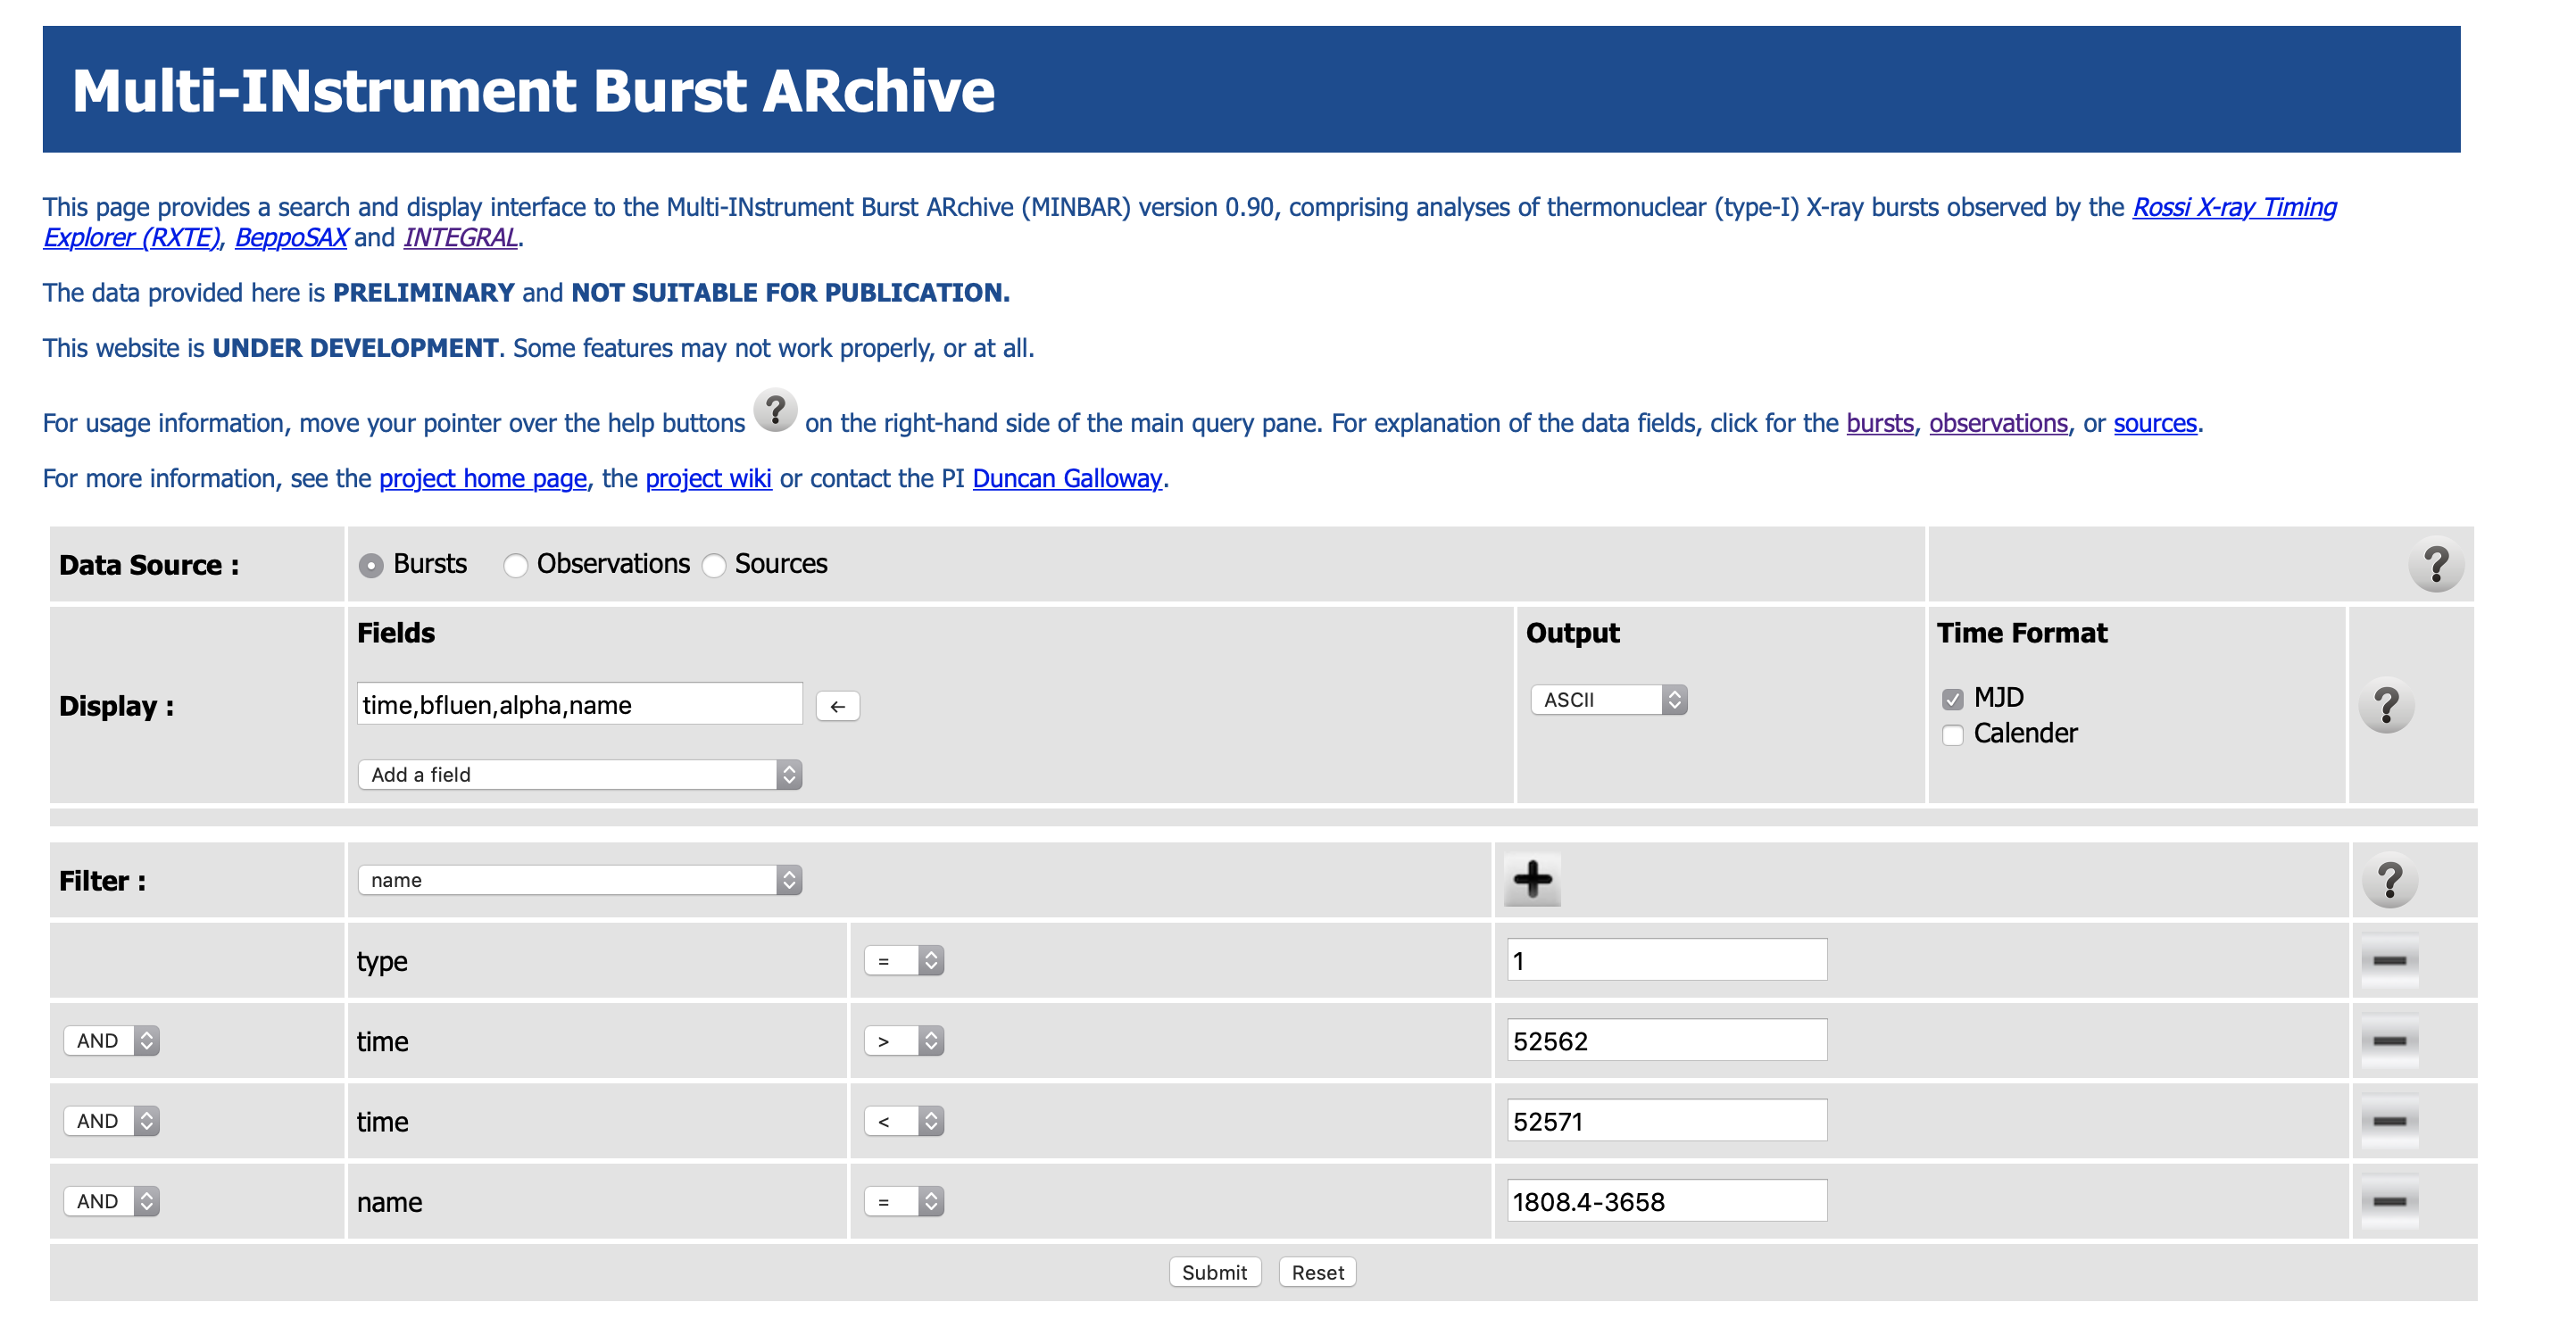 Multi-INstrument Burst ARchive
This page provides a search and display interface to the Multi-INstrument Burst ARchive (MINBAR) version 0.90, comprising analyses of thermonuclear (type-I) X-ray bursts observed by the Rossi X-ray Timing
Explorer (RXTE), BeppoSAX and INTEGRAL.
The data provided here is PRELIMINARY and NOT SUITABLE FOR PUBLICATION.
This website is UNDER DEVELOPMENT. Some features may not work properly, or at all.
For usage information, move your pointer over the help buttons ? on the right-hand side of the main query pane. For explanation of the data fields, click for the bursts, observations, or sources.
For more information, see the project home page, the project wiki or contact the PI Duncan Galloway.
Data Source : Bursts Observations Sources ?
Fields Output Time Format
Display : time,bfluen,alpha,name ← ASCII MJD ?
Calender
Add a field
Filter : name + ?
type = 1 −
AND time > 52562 −
AND time < 52571 −
AND name = 1808.4-3658 −
Submit Reset